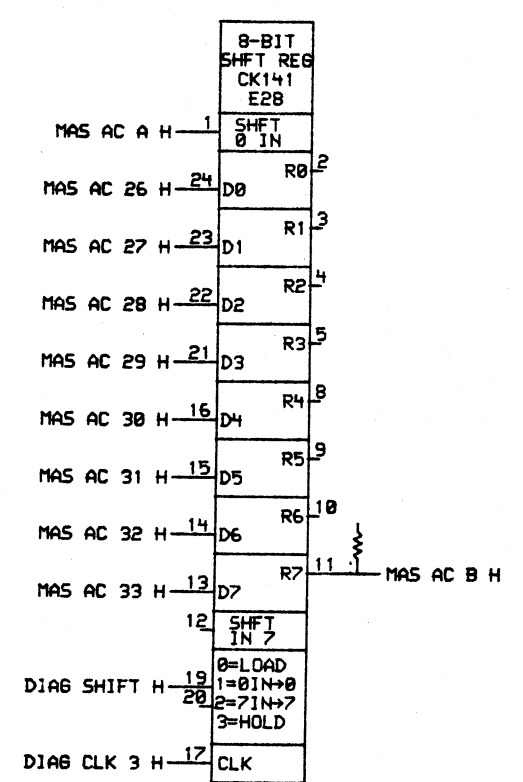 8-BIT
SHFT REG
CK141
E28
MAS AC A H 1 SHFT
0 IN
R0 2
MAS AC 26 H 24 D0
R1 3
MAS AC 27 H 23 D1
R2 4
MAS AC 28 H 22 D2
R3 5
MAS AC 29 H 21 D3
R4 8
MAS AC 30 H 16 D4
R5 9
MAS AC 31 H 15 D5
R6 10
MAS AC 32 H 14 D6
R7 11 MAS AC B H
MAS AC 33 H 13 D7
12 SHFT
IN 7
0=LOAD
DIAG SHIFT H 19 1=0IN→0
20 2=7IN→7
3=HOLD
DIAG CLK 3 H 17 CLK